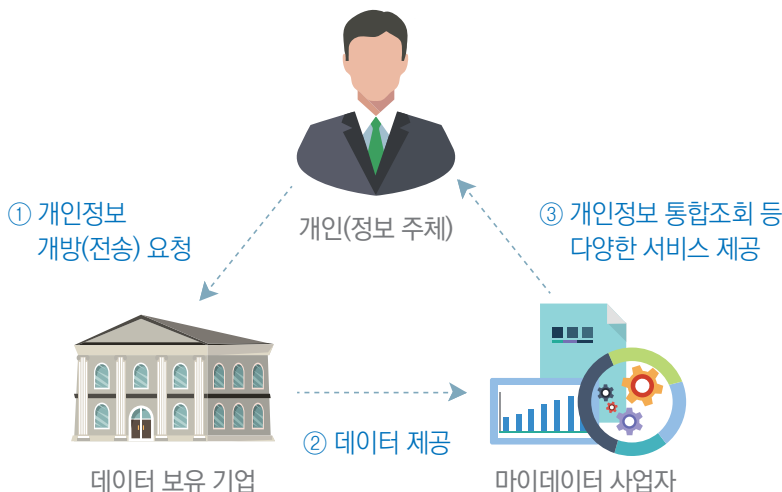 ① 개인정보
개방(전송) 요청
개인(정보 주체)
③ 개인정보 통합조회 등
다양한 서비스 제공
② 데이터 제공
데이터 보유 기업
마이데이터 사업자